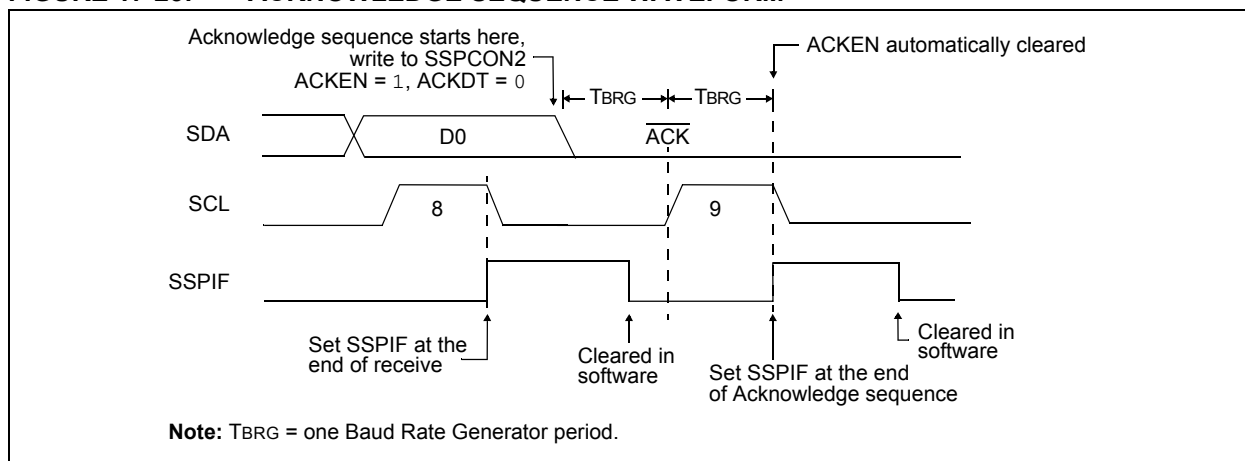 Acknowledge sequence starts here,
write to SSPCON2
ACKEN = 1, ACKDT = 0
ACKEN automatically cleared
TBRG
TBRG
SDA
D0
ACK
SCL
8
9
SSPIF
Set SSPIF at the
end of receive
Cleared in
software
Set SSPIF at the end
of Acknowledge sequence
Cleared in
software
Note: TBRG = one Baud Rate Generator period.